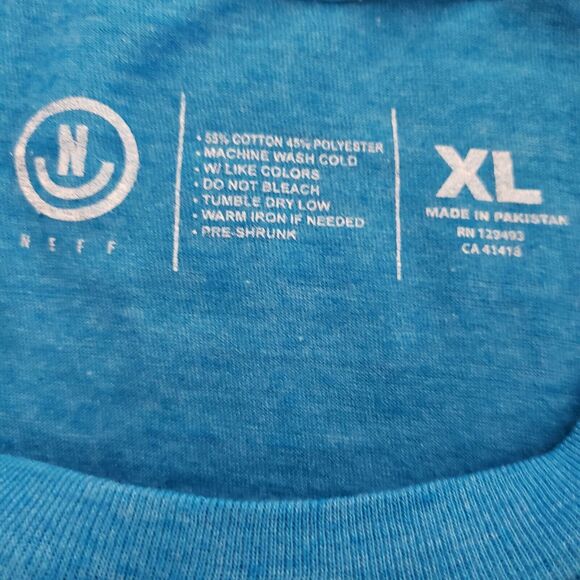 N
NEFF
• 55% COTTON 45% POLYESTER
• MACHINE WASH COLD
• W/ LIKE COLORS
• DO NOT BLEACH
• TUMBLE DRY LOW
• WARM IRON IF NEEDED
• PRE-SHRUNK
XL
MADE IN PAKISTAN
RN 129493
CA 41418